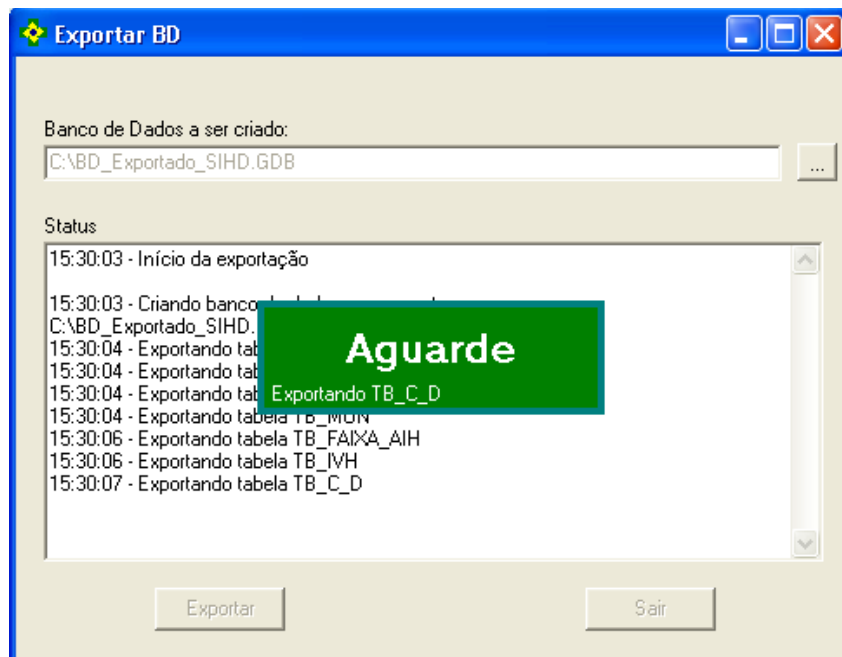 Exportar BD
Banco de Dados a ser criado:
C:\BD_Exportado_SIHD.GDB
...
Status
15:30:03 - Início da exportação
15:30:03 - Criando banco
C:\BD_Exportado_SIHD.
15:30:04 - Exportando
15:30:04 - Exportando
15:30:04 - Exportando
15:30:04 - Exportando tabela TB_MUN
15:30:06 - Exportando tabela TB_FAIXA_AIH
15:30:06 - Exportando tabela TB_IVH
15:30:07 - Exportando tabela TB_C_D
Aguarde
Exportando TB_C_D
Exportar
Sair